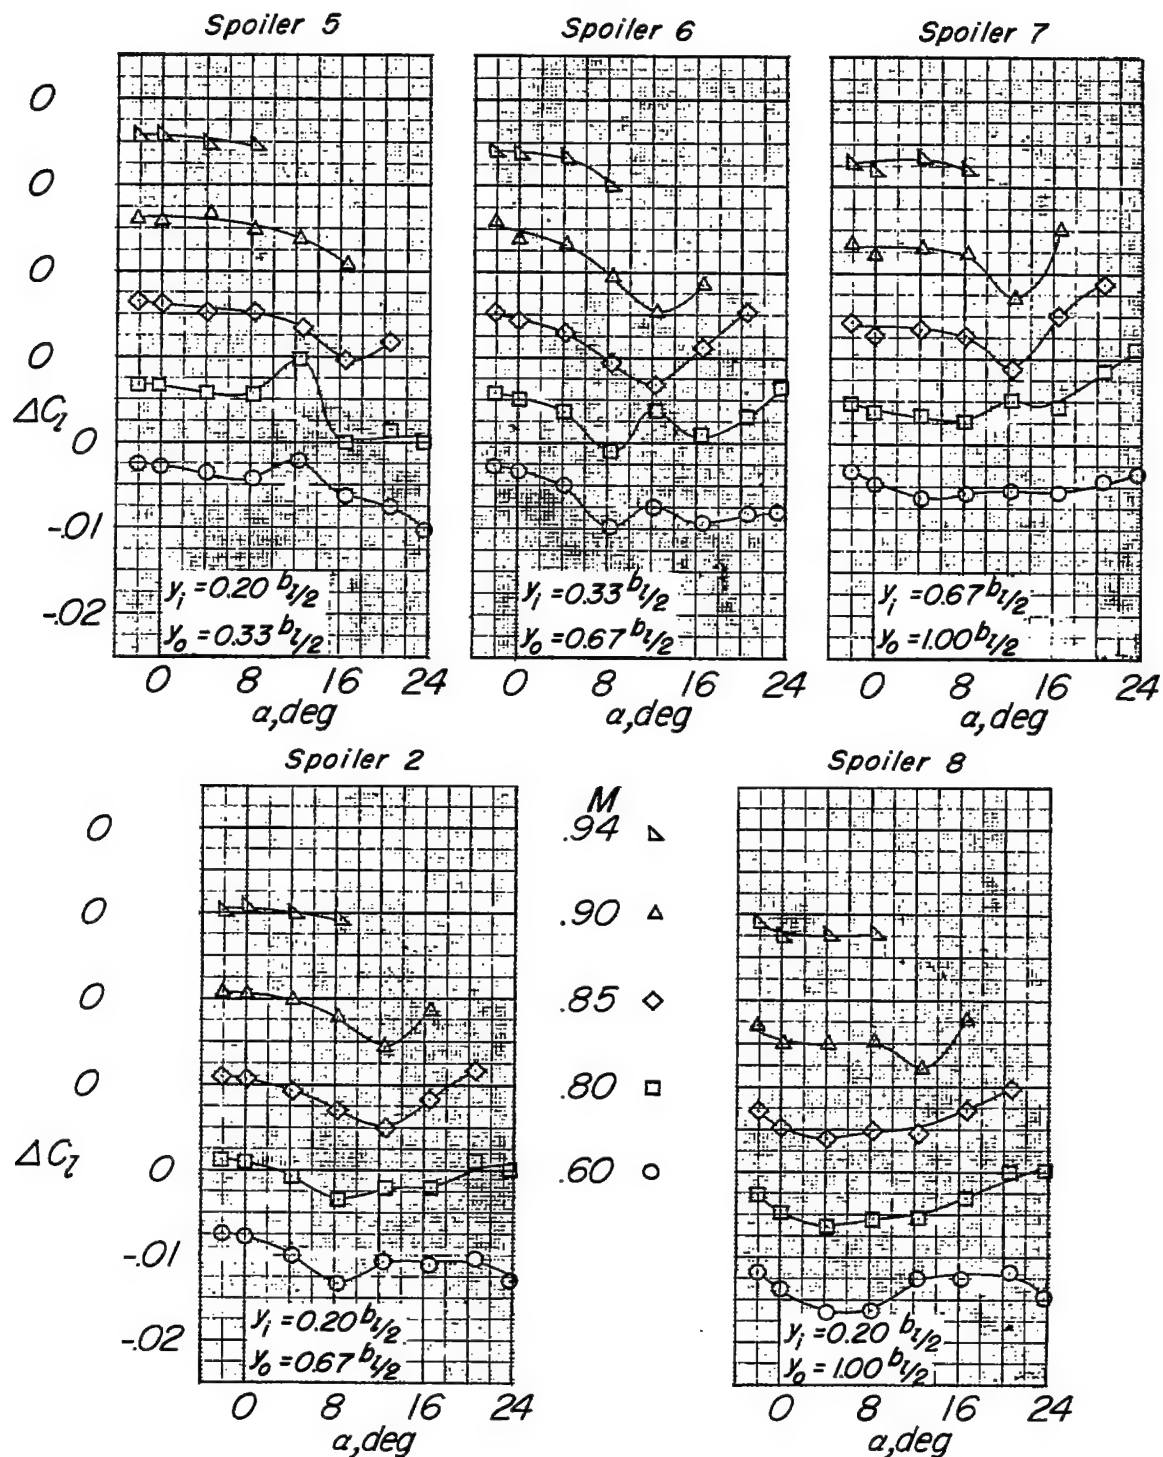 Spoiler 5
Spoiler 6
Spoiler 7
0
0
0
0
ΔC_l
0
-.01
-.02
y_i = 0.20 b_l/2
y_o = 0.33 b_l/2
y_i = 0.33 b_l/2
y_o = 0.67 b_l/2
y_i = 0.67 b_l/2
y_o = 1.00 b_l/2
0 8 16 24
α, deg
0 8 16 24
α, deg
0 8 16 24
α, deg
Spoiler 2
Spoiler 8
M
.94
.90
.85
.80
.60
0
0
0
0
ΔC_l
0
-.01
-.02
y_i = 0.20 b_l/2
y_o = 0.67 b_l/2
y_i = 0.20 b_l/2
y_o = 1.00 b_l/2
0 8 16 24
α, deg
0 8 16 24
α, deg